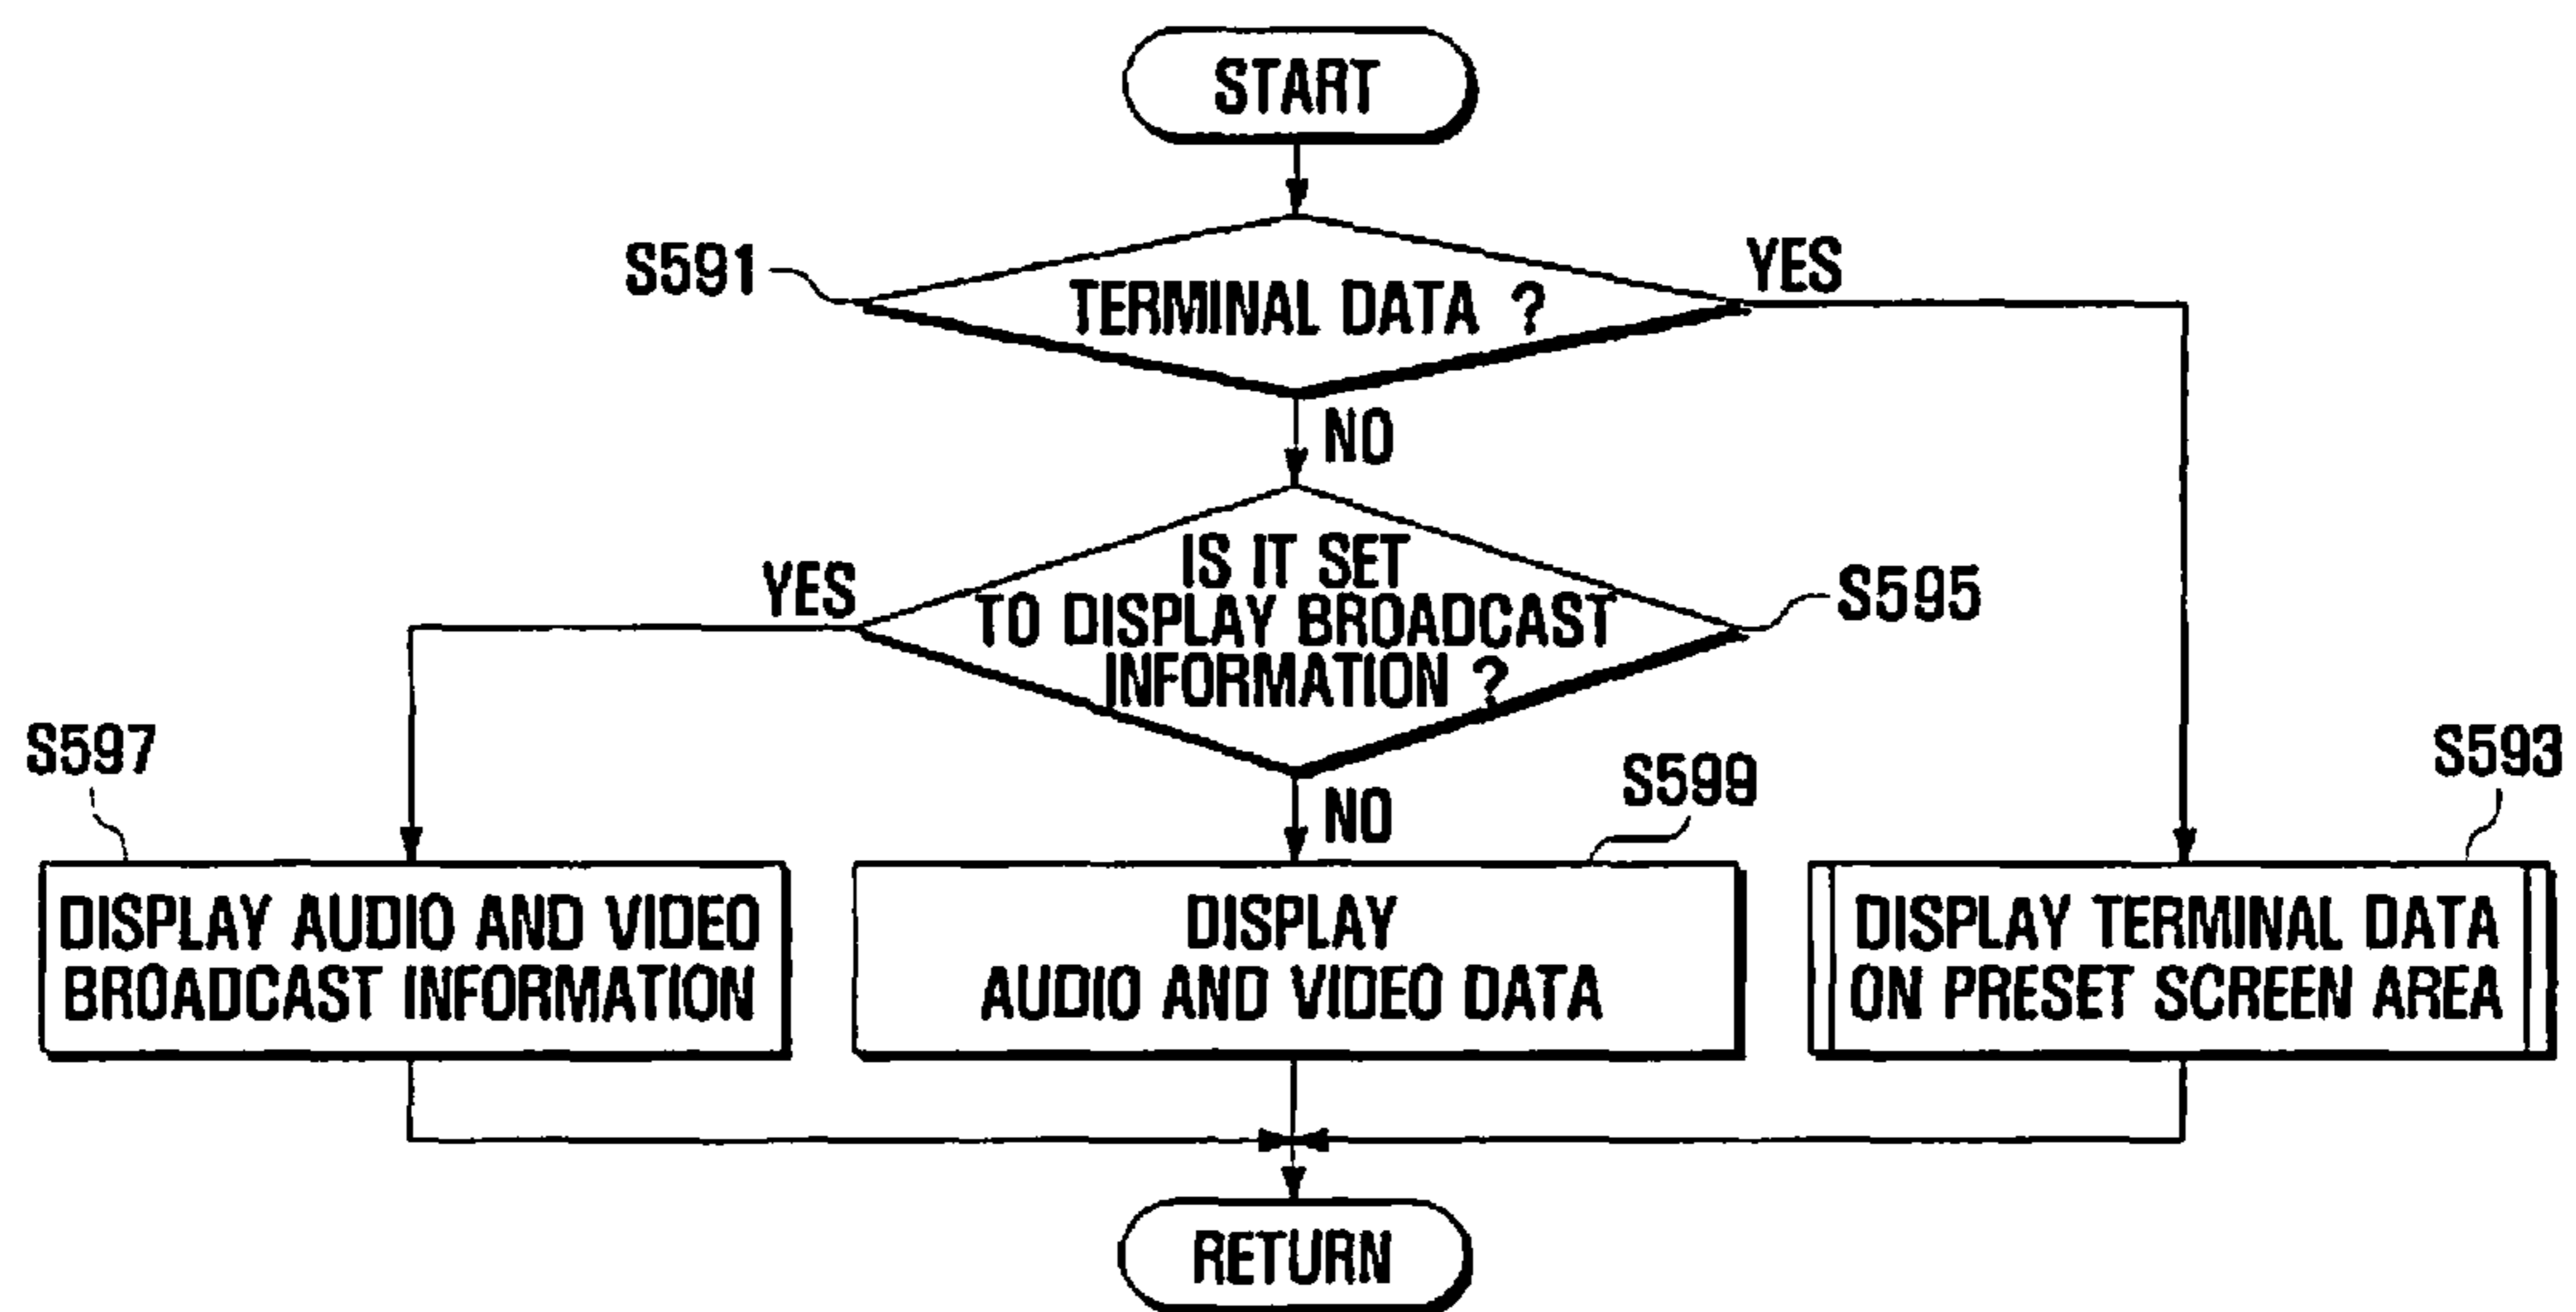 START
S591
TERMINAL DATA ?
YES
NO
IS IT SET
TO DISPLAY BROADCAST
INFORMATION ?
YES
S595
NO
S597
DISPLAY AUDIO AND VIDEO
BROADCAST INFORMATION
S599
DISPLAY
AUDIO AND VIDEO DATA
S593
DISPLAY TERMINAL DATA
ON PRESET SCREEN AREA
RETURN